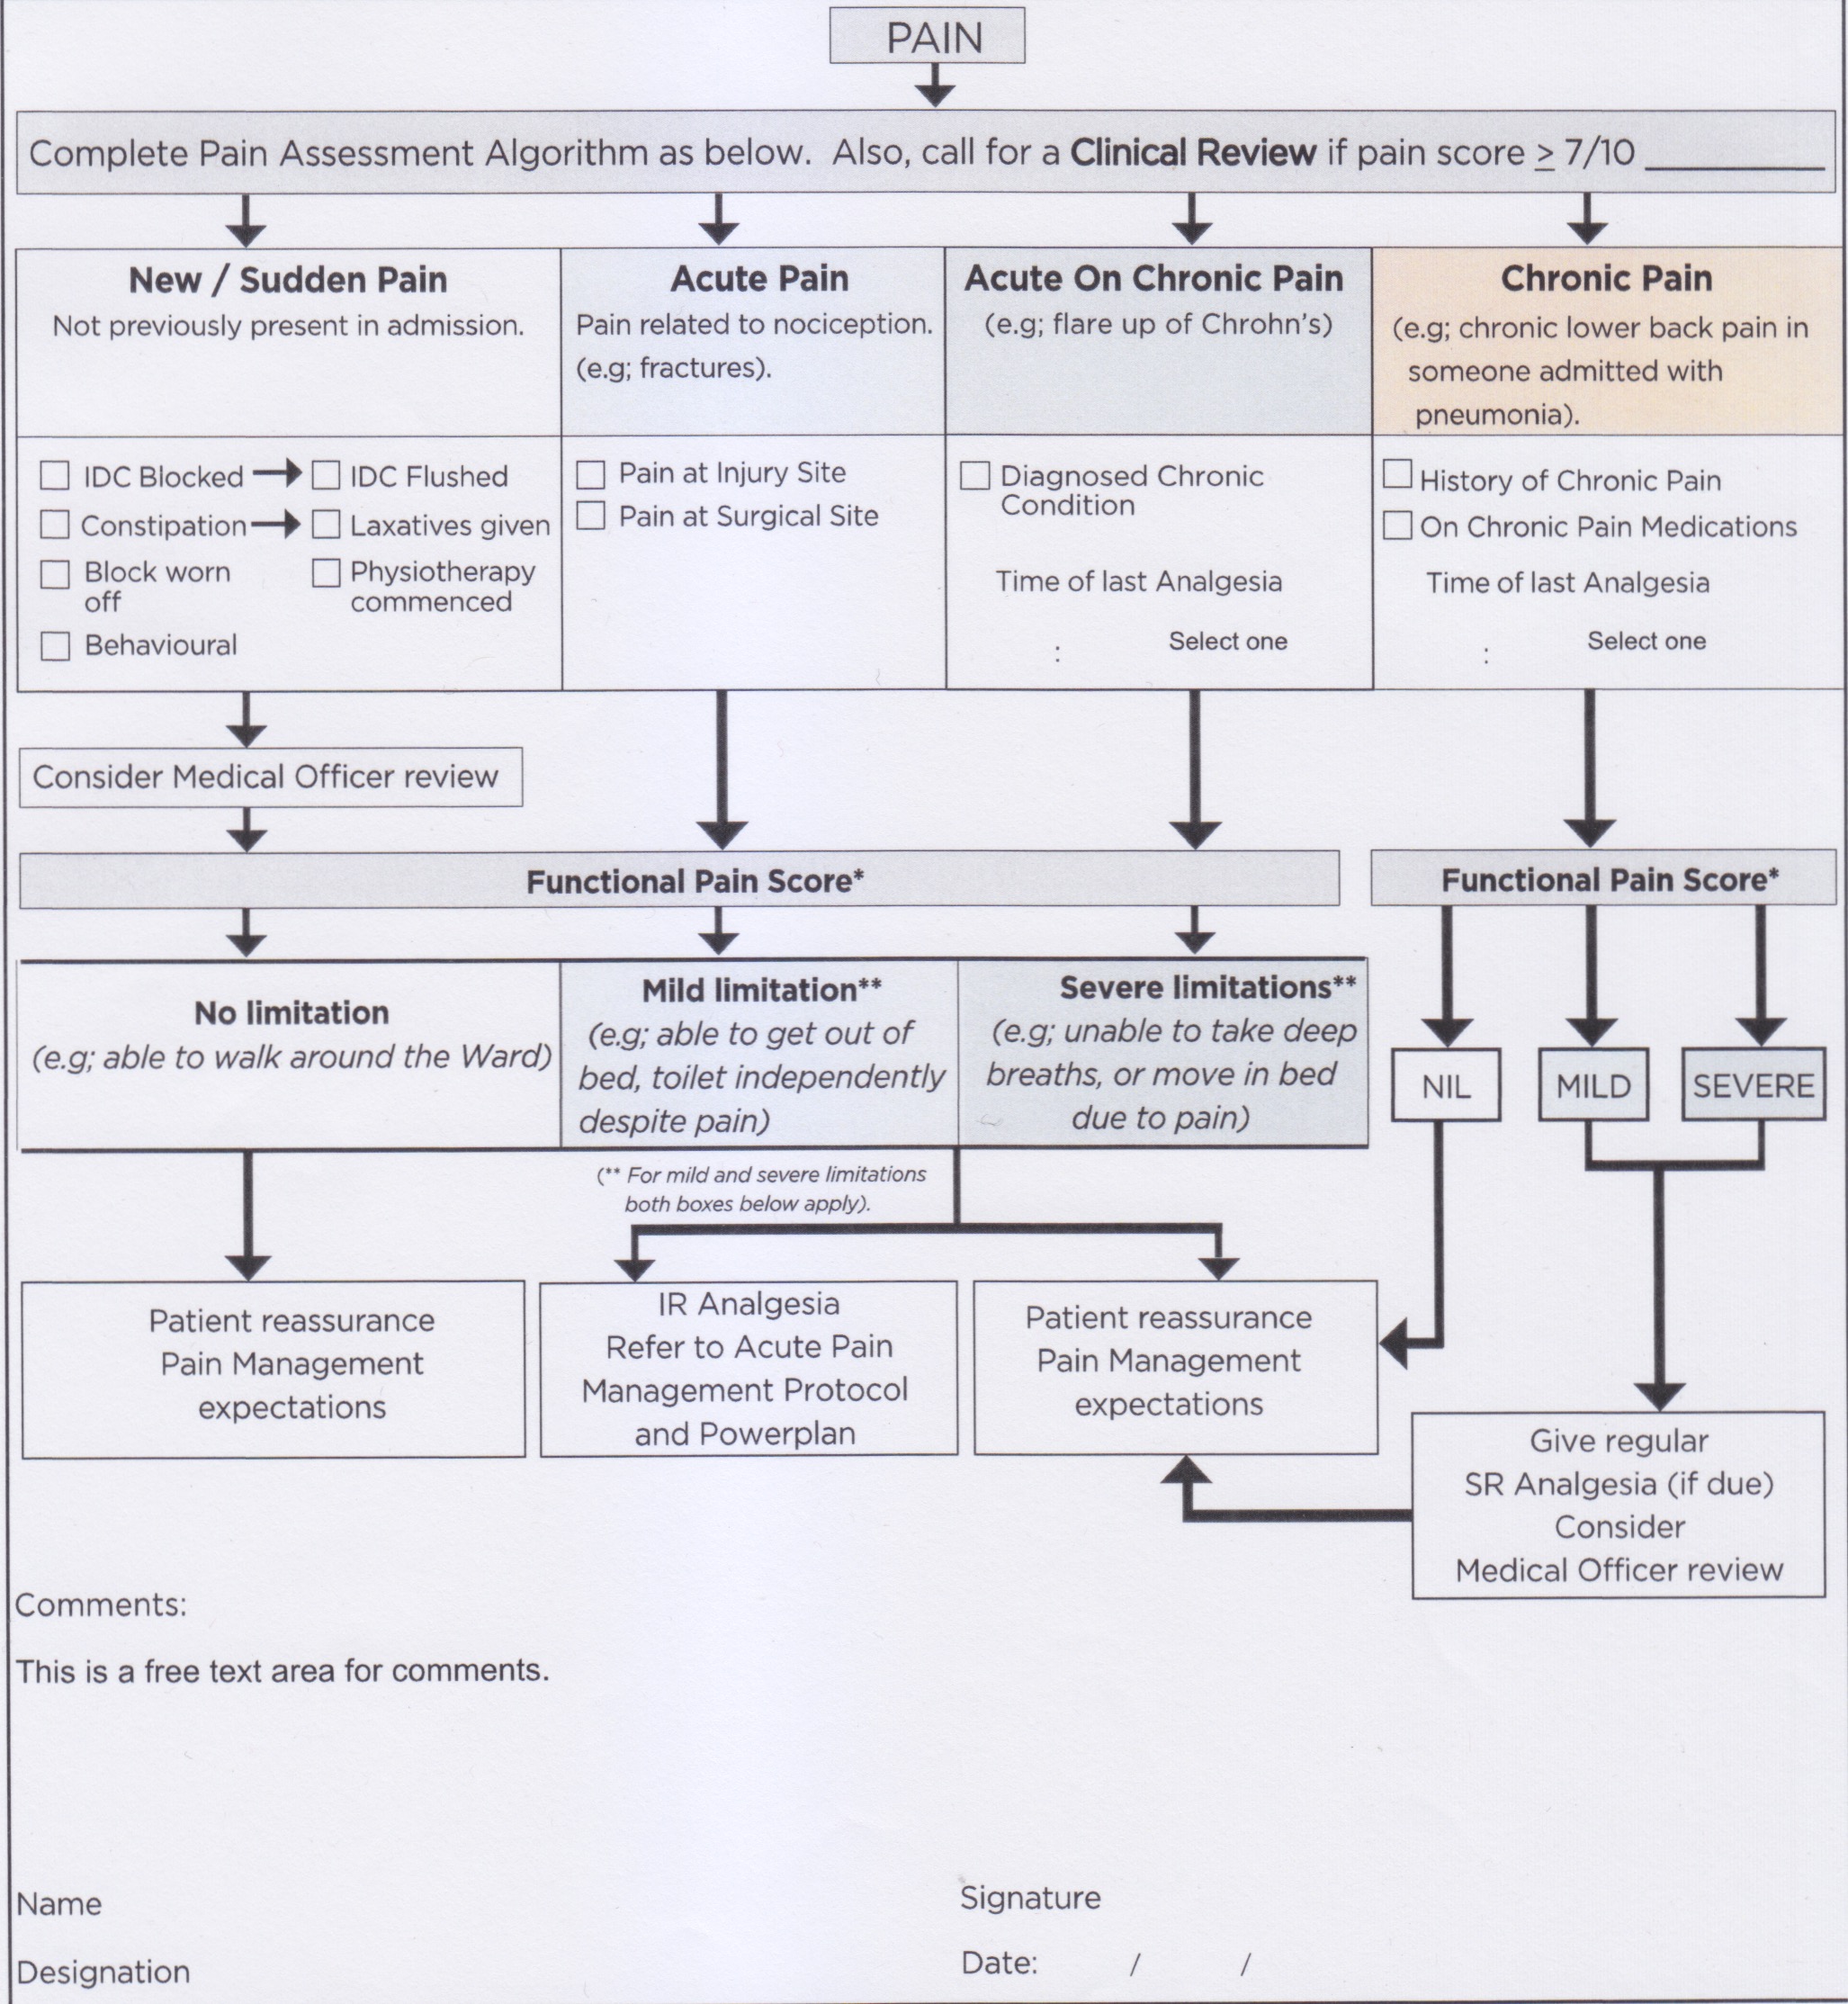 PAIN
Complete Pain Assessment Algorithm as below. Also, call for a Clinical Review if pain score ≥ 7/10 ___________
New / Sudden Pain
Not previously present in admission.
Acute Pain
Pain related to nociception.
(e.g; fractures).
Acute On Chronic Pain
(e.g; flare up of Chrohn's)
Chronic Pain
(e.g; chronic lower back pain in
someone admitted with
pneumonia).
IDC Blocked
IDC Flushed
Constipation
Laxatives given
Block worn
off
Physiotherapy
commenced
Behavioural
Pain at Injury Site
Pain at Surgical Site
Diagnosed Chronic
Condition
Time of last Analgesia
: Select one
History of Chronic Pain
On Chronic Pain Medications
Time of last Analgesia
: Select one
Consider Medical Officer review
Functional Pain Score*
Functional Pain Score*
No limitation
(e.g; able to walk around the Ward)
Mild limitation**
(e.g; able to get out of
bed, toilet independently
despite pain)
Severe limitations**
(e.g; unable to take deep
breaths, or move in bed
due to pain)
NIL
MILD
SEVERE
(** For mild and severe limitations
both boxes below apply).
Patient reassurance
Pain Management
expectations
IR Analgesia
Refer to Acute Pain
Management Protocol
and Powerplan
Patient reassurance
Pain Management
expectations
Give regular
SR Analgesia (if due)
Consider
Medical Officer review
Comments:
This is a free text area for comments.
Name
Signature
Designation
Date: / /